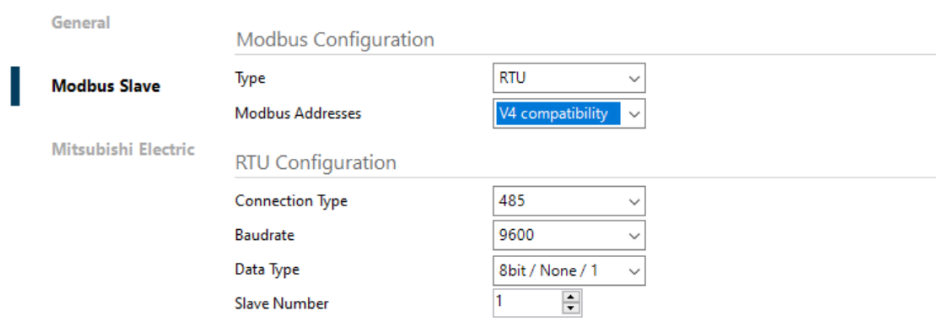 General
Modbus Slave
Mitsubishi Electric
Modbus Configuration
Type RTU
Modbus Addresses V4 compatibility
RTU Configuration
Connection Type 485
Baudrate 9600
Data Type 8bit / None / 1
Slave Number 1